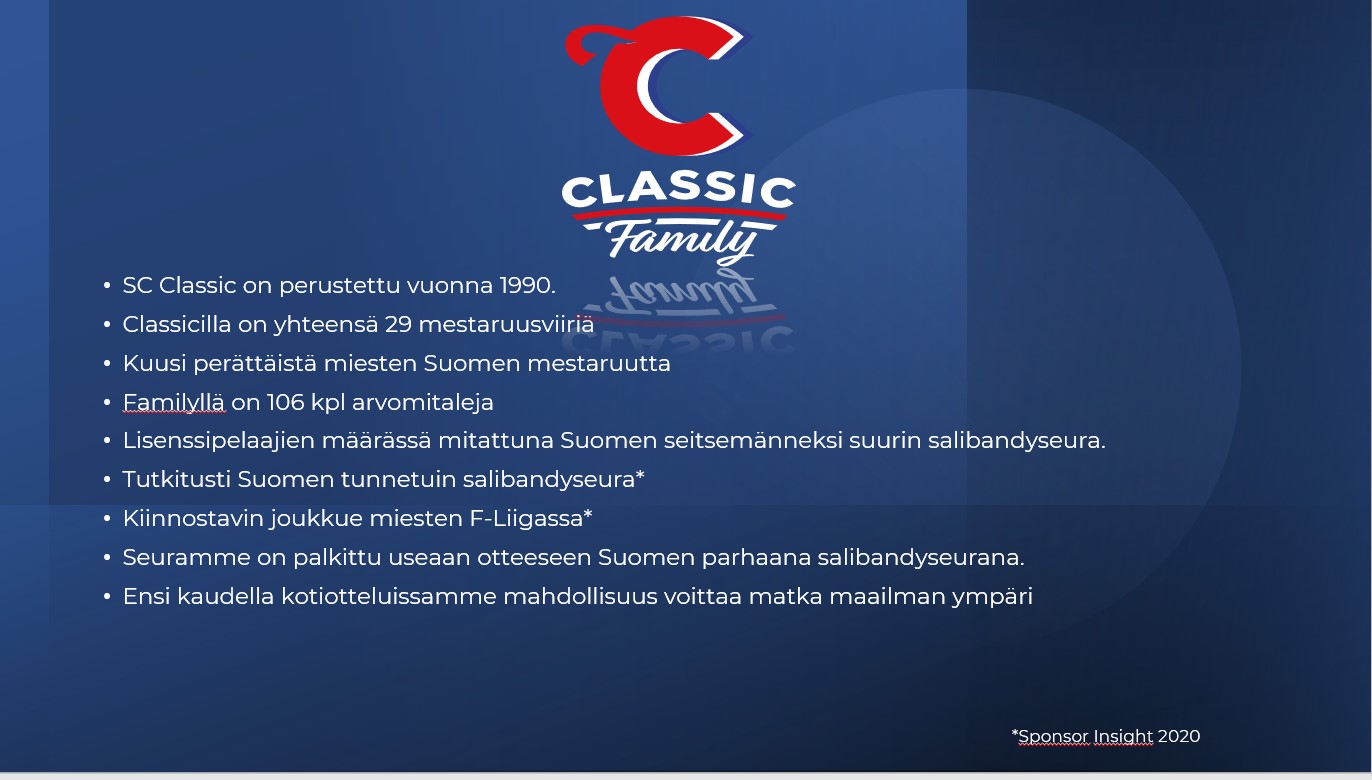 CLASSIC
Family
• SC Classic on perustettu vuonna 1990.
• Classicilla on yhteensä 29 mestaruusviiriä
• Kuusi perättäistä miesten Suomen mestaruutta
• Familyllä on 106 kpl arvomitaleja
• Lisenssipelaajien määrässä mitattuna Suomen seitsemänneksi suurin salibandyseura.
• Tutkitusti Suomen tunnetuin salibandyseura*
• Kiinnostavin joukkue miesten F-Liigassa*
• Seuramme on palkittu useaan otteeseen Suomen parhaana salibandyseurana.
• Ensi kaudella kotiotteluissamme mahdollisuus voittaa matka maailman ympäri
*Sponsor Insight 2020